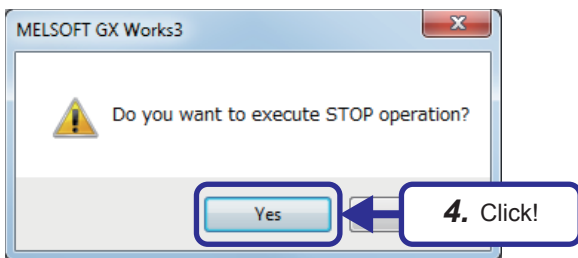 MELSOFT GX Works3
Do you want to execute STOP operation?
Yes
4. Click!